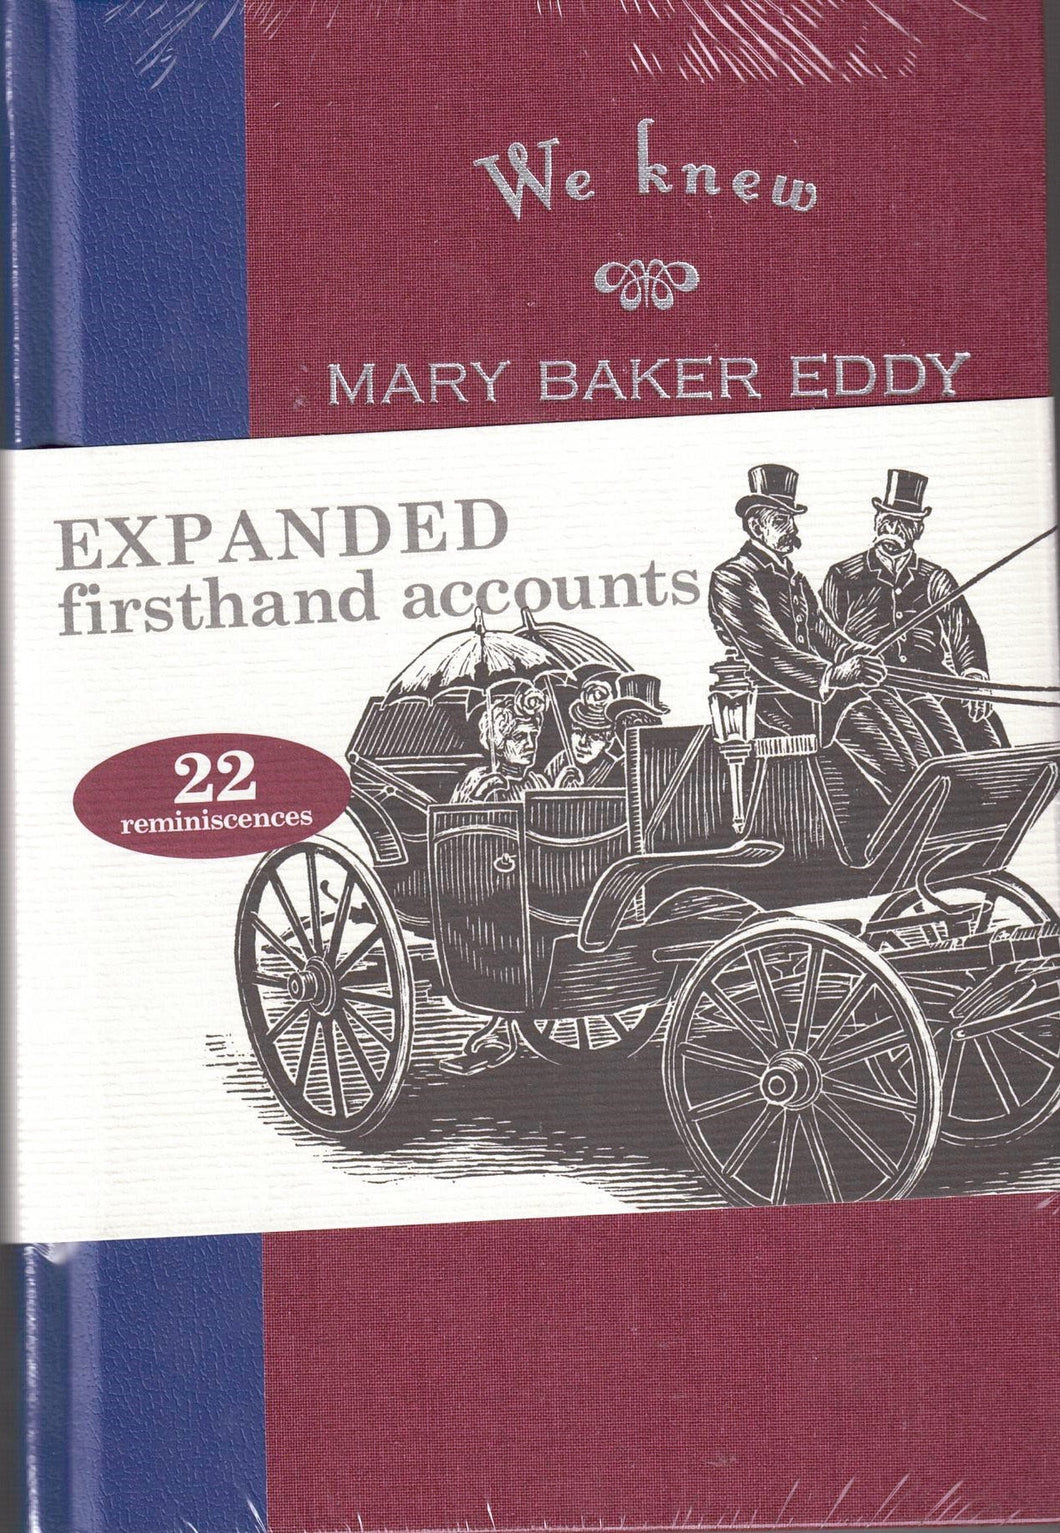 We knew
MARY BAKER EDDY
EXPANDED
firsthand accounts
22
reminiscences